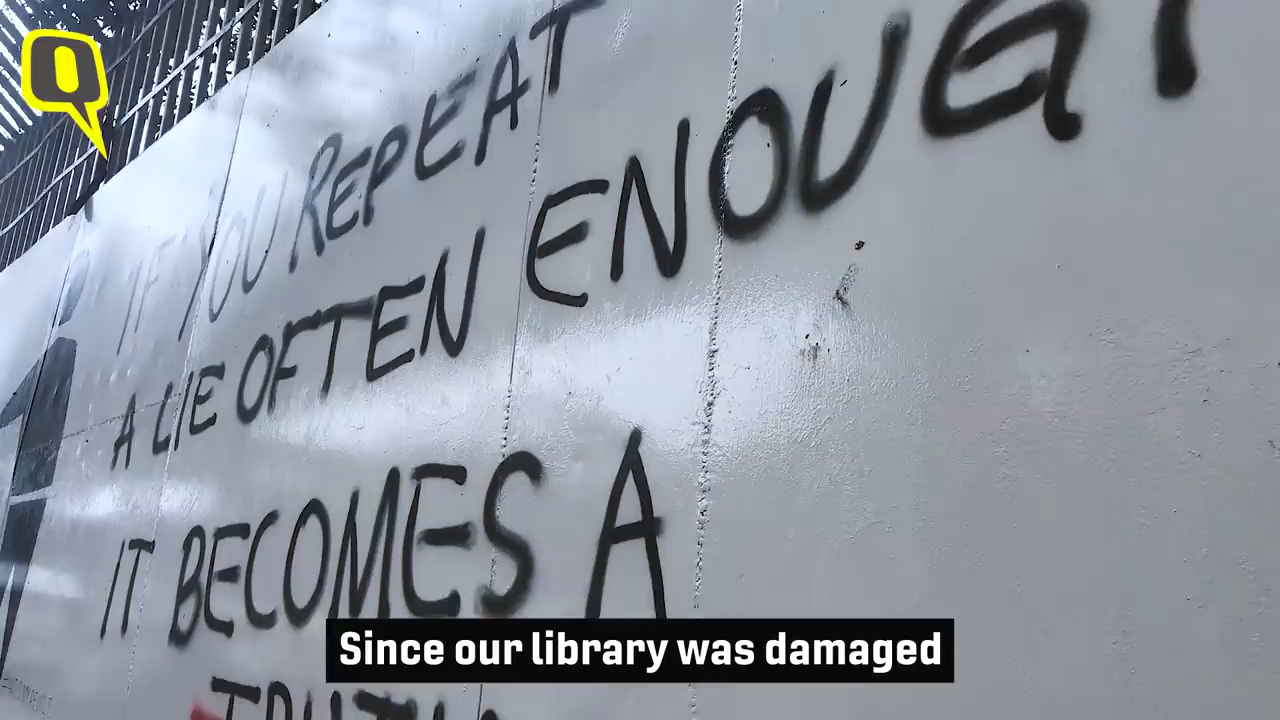 IF YOU REPEAT
A LIE OFTEN ENOUGH
IT BECOMES A
Since our library was damaged